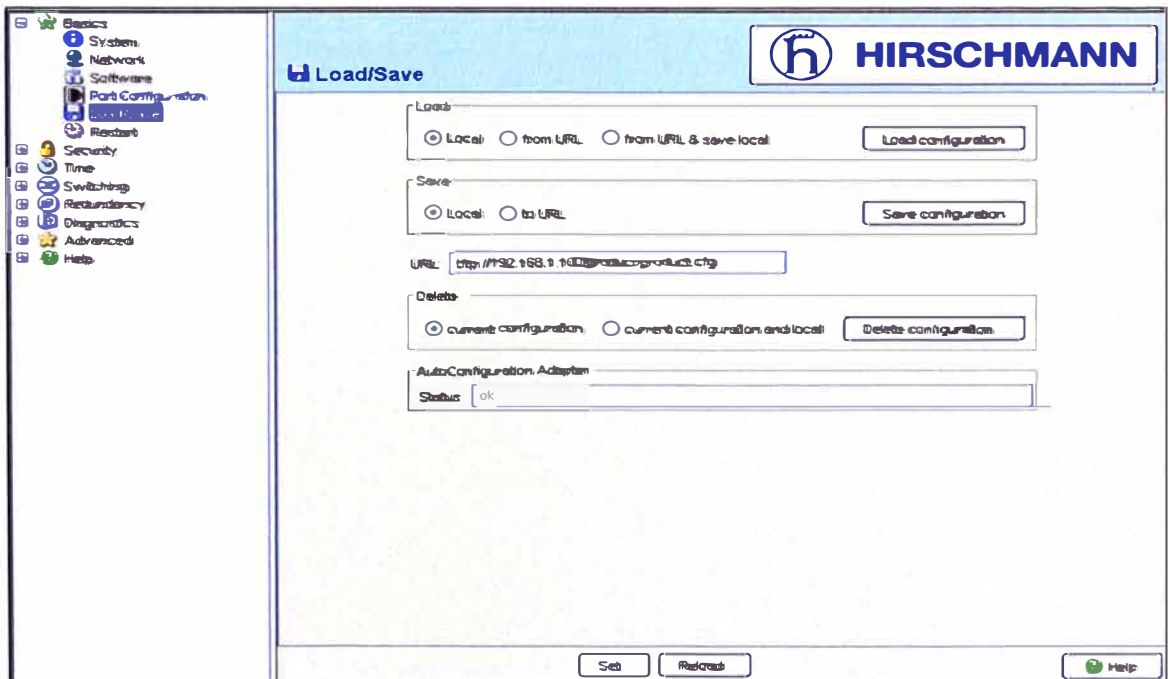 Basics
System
Network
Software
Port Configuration
Restart
Security
Time
Switching
Redundancy
Diagnostics
Advanced
Help
HIRSCHMANN
Load/Save
Load
Local from URL from URL & save local Load configuration
Save
Local to URL Save configuration
URL
Delete
current configuration current configuration and local Delete configuration
AutoConfiguration Adapter
Status ok
Set Reload Help